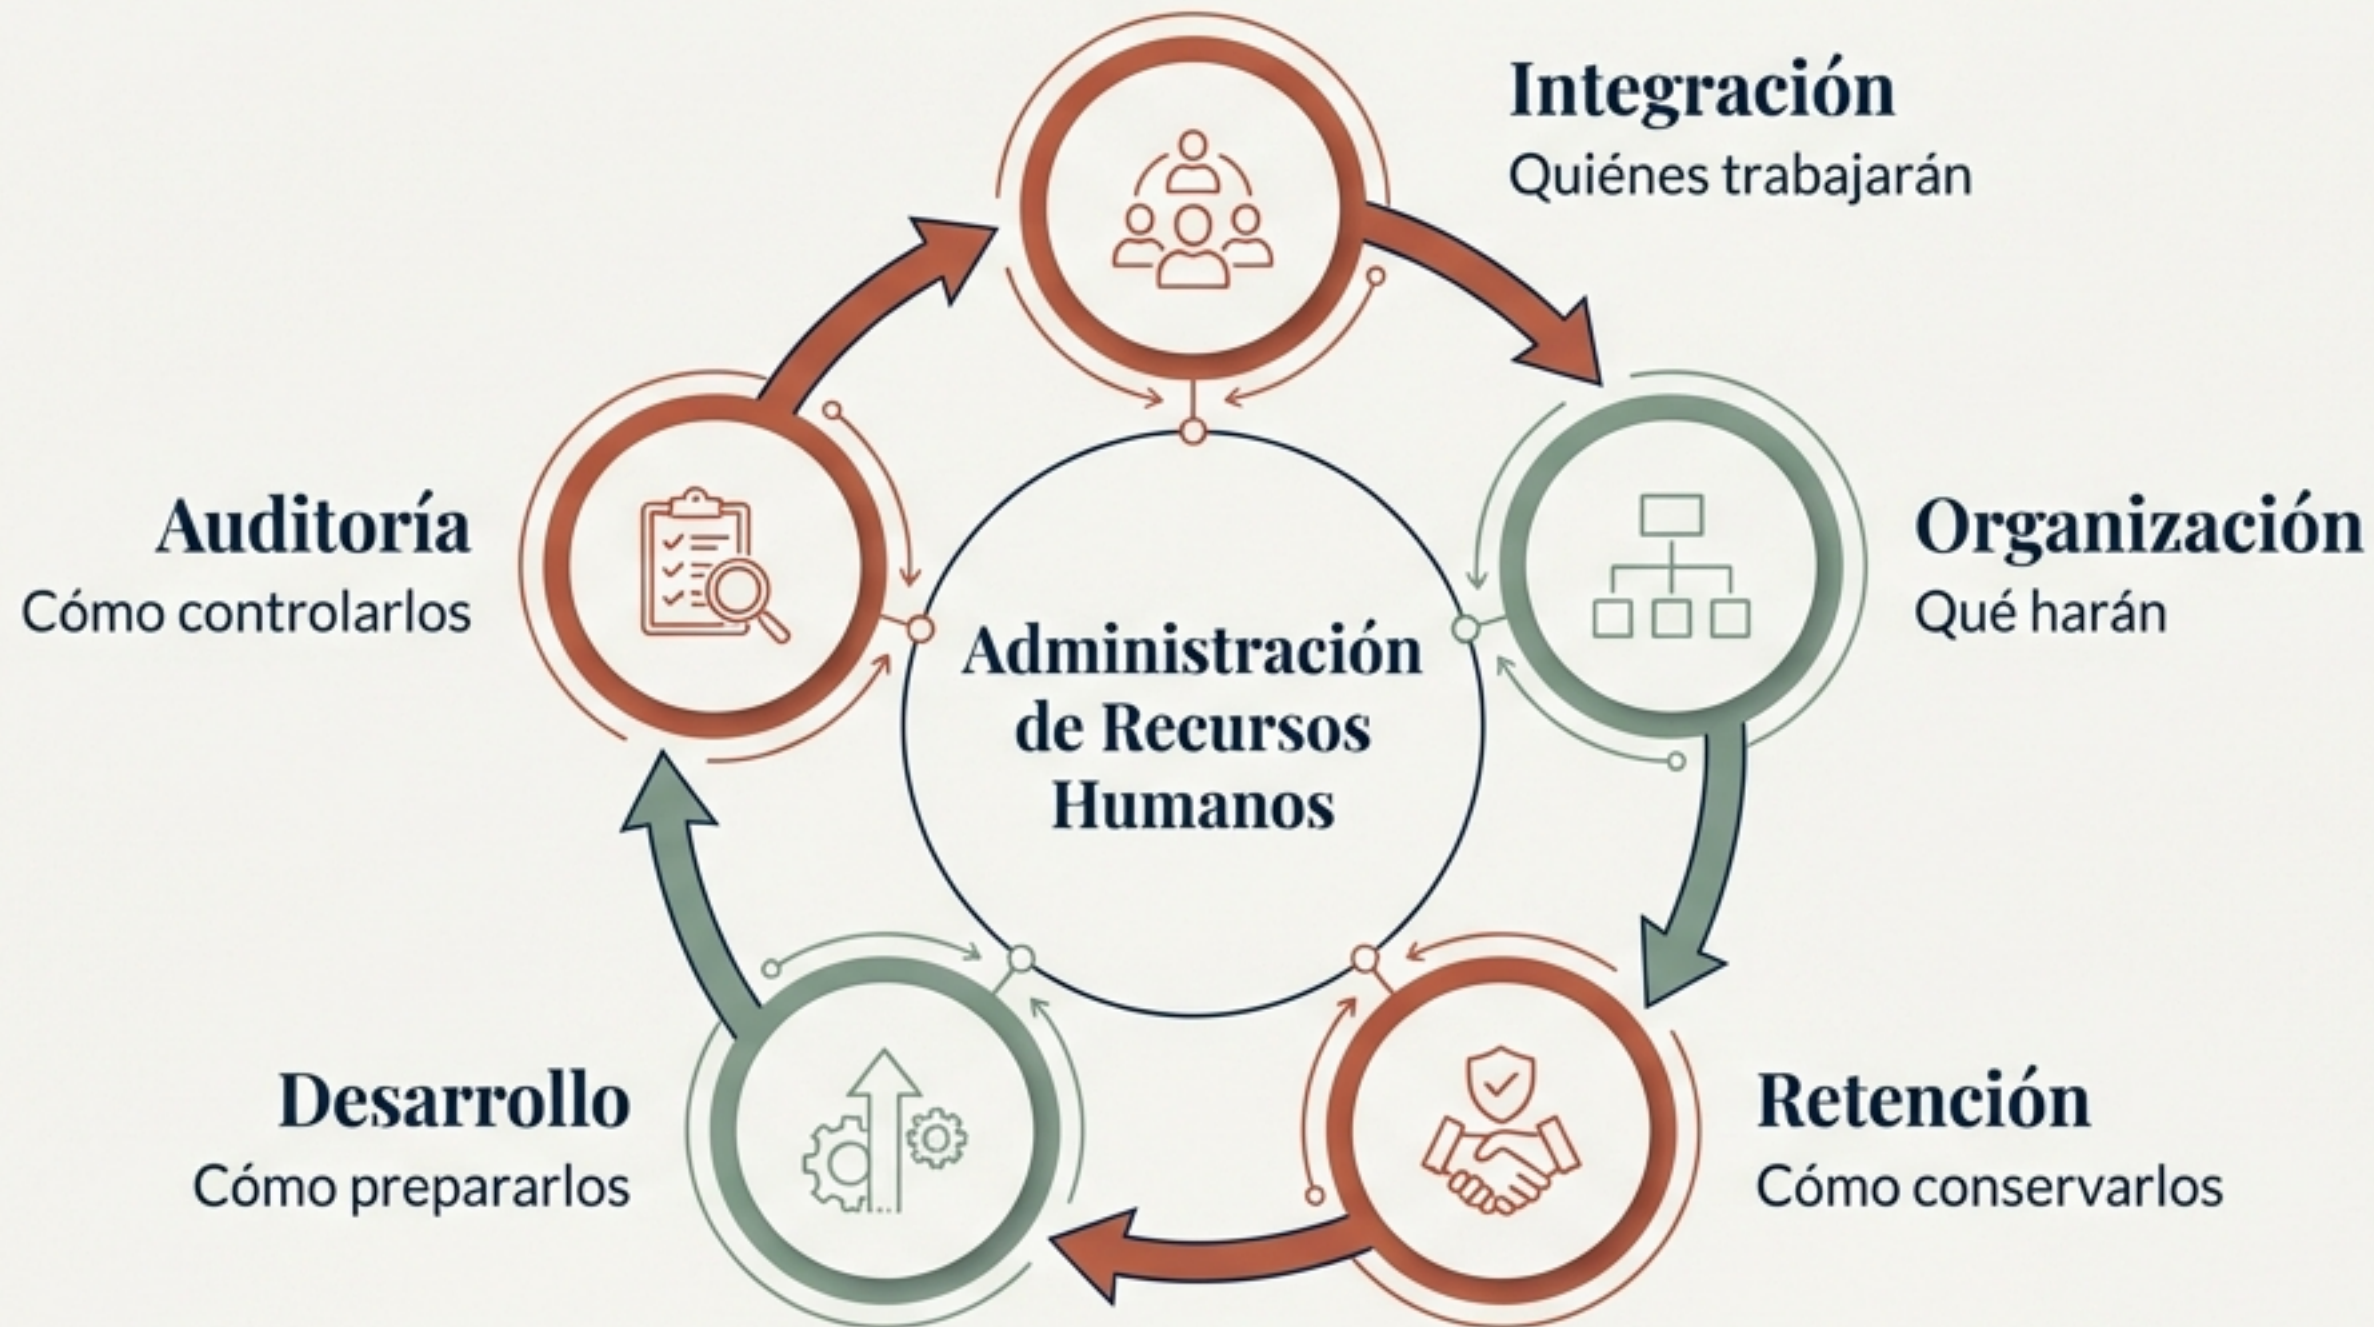 Integración
Quiénes trabajarán
Organización
Qué harán
Retención
Cómo conservarlos
Desarrollo
Cómo prepararlos
Auditoría
Cómo controlarlos
Administración
de Recursos
Humanos